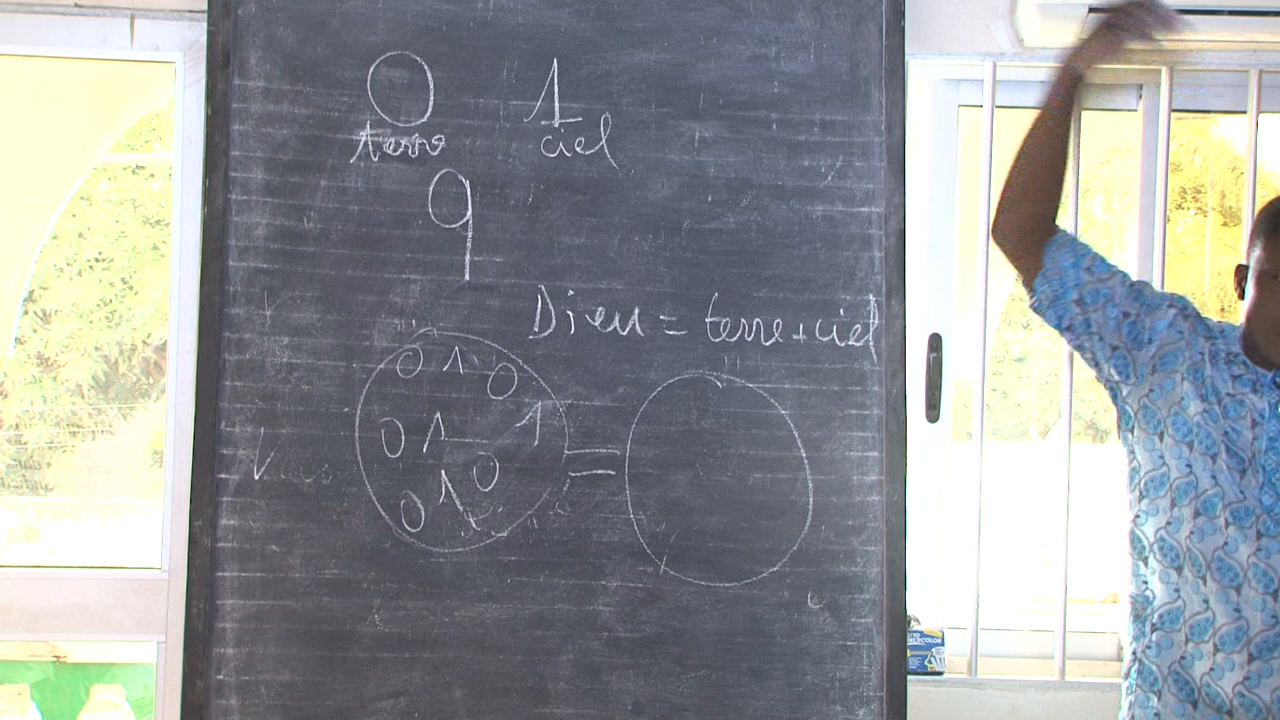 0 1
terre ciel
9
Dieu = terre + ciel
0 1 0
0 1 1
0 1 0
=